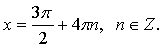 x = 3π/2 + 4πn, n ∈ Z.